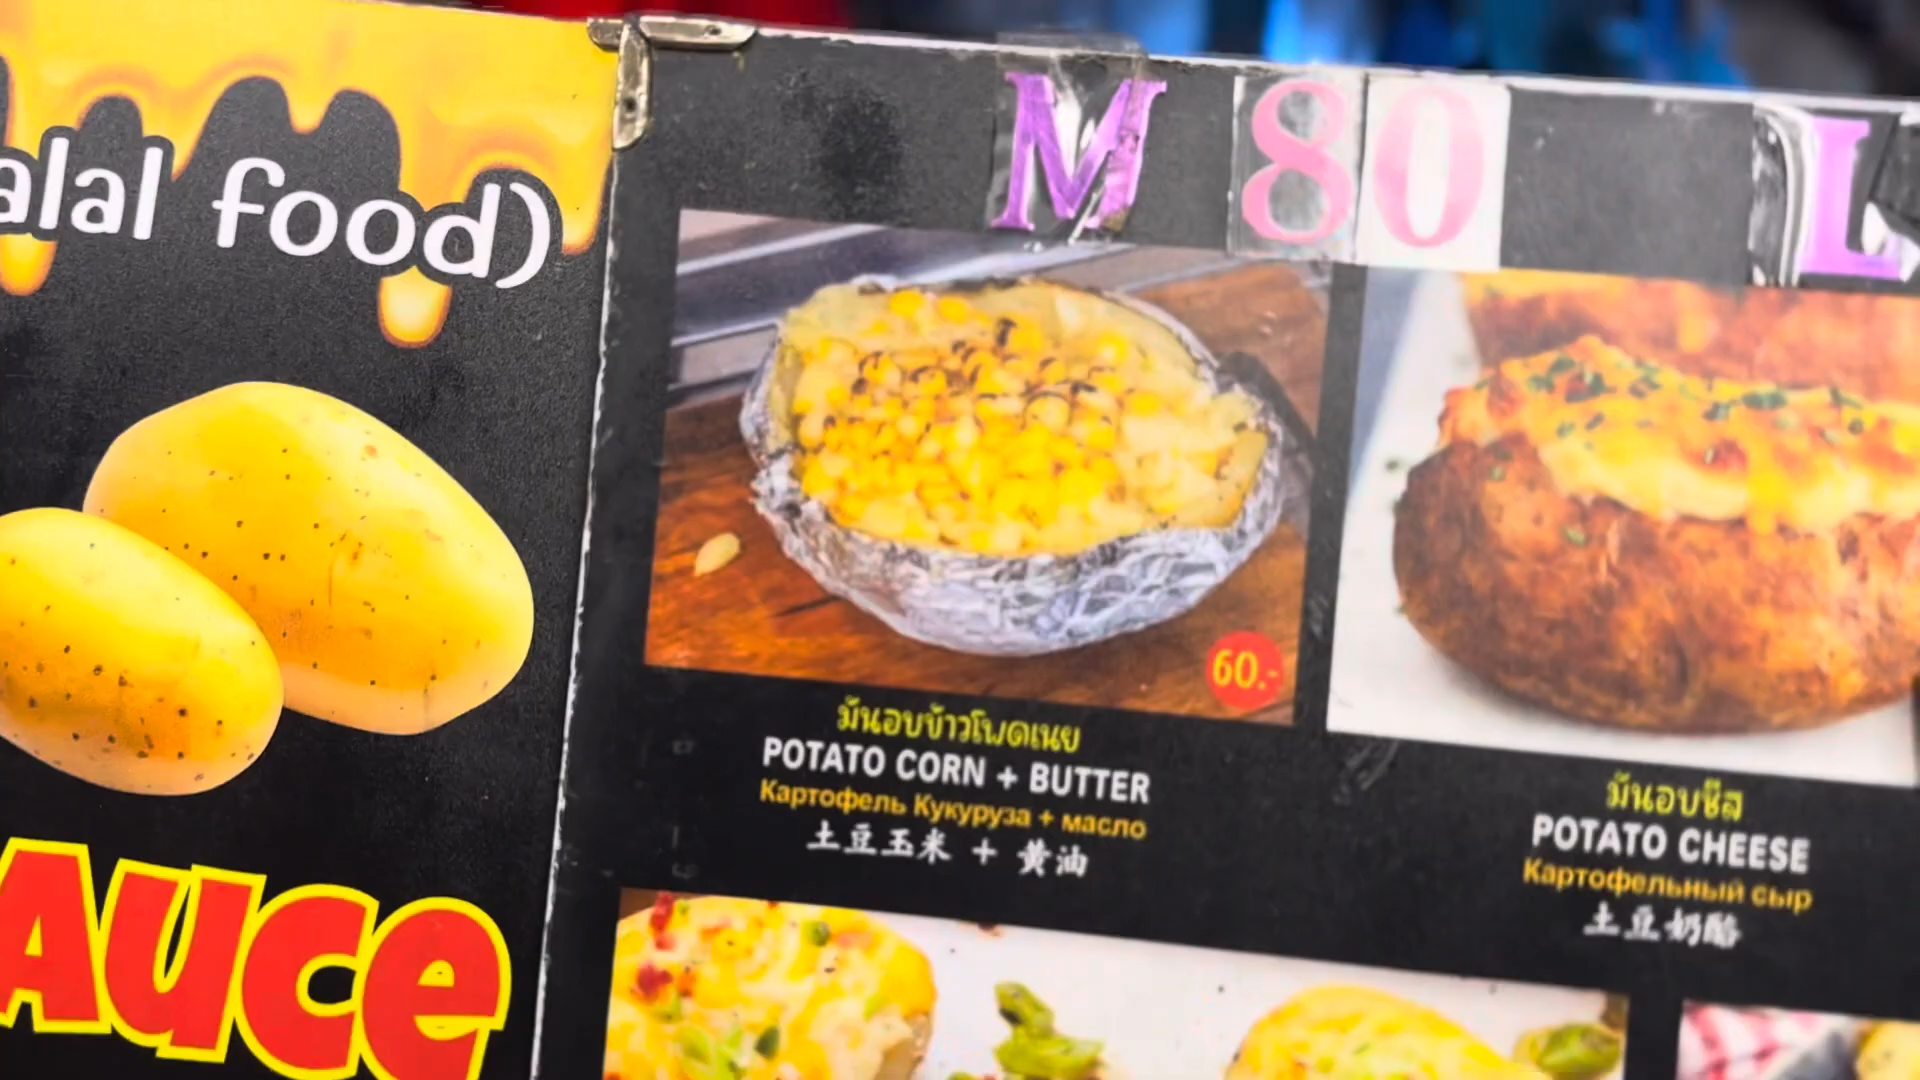 alal food)
AUCE
M 80 L
60.-
มันอบข้าวโพดเนย
POTATO CORN + BUTTER
Картофель Кукуруза + масло
土豆玉米 + 黄油
มันอบชีส
POTATO CHEESE
Картофельный сыр
土豆奶酪